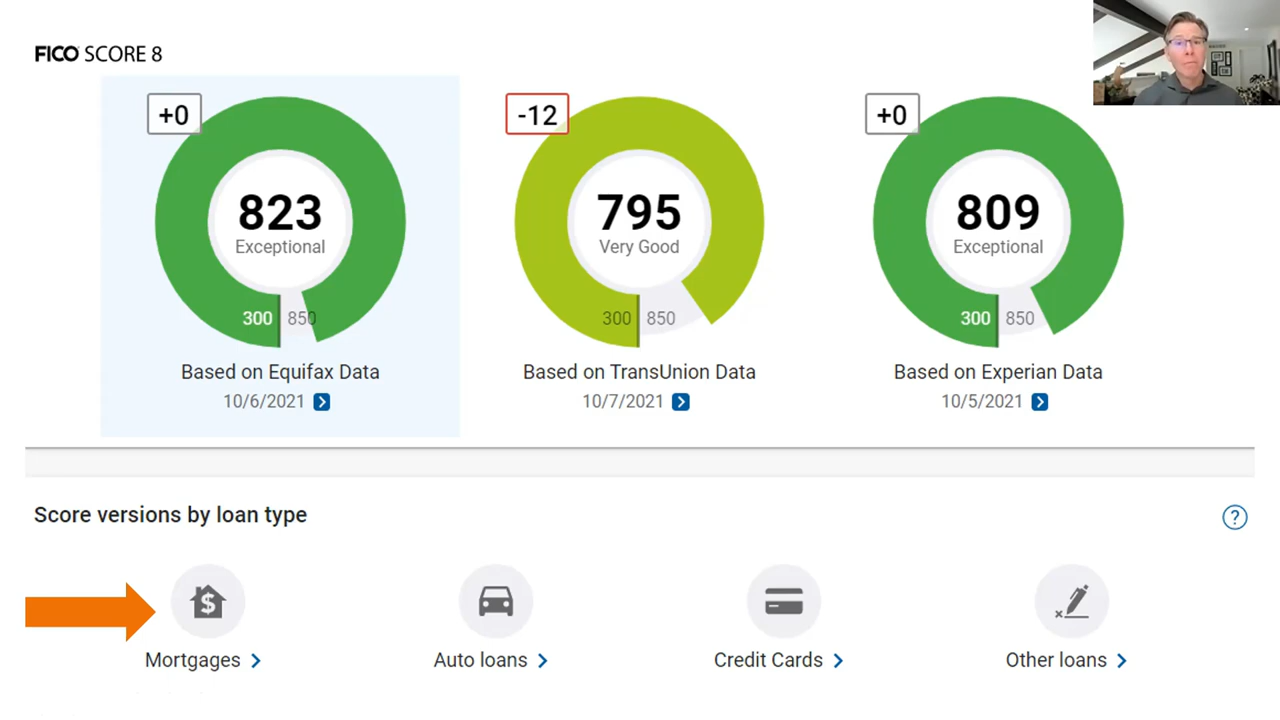 FICO SCORE 8
+0
823
Exceptional
300 850
Based on Equifax Data
10/6/2021
-12
795
Very Good
300 850
Based on TransUnion Data
10/7/2021
+0
809
Exceptional
300 850
Based on Experian Data
10/5/2021
Score versions by loan type
?
$
Mortgages
Auto loans
Credit Cards
x
Other loans